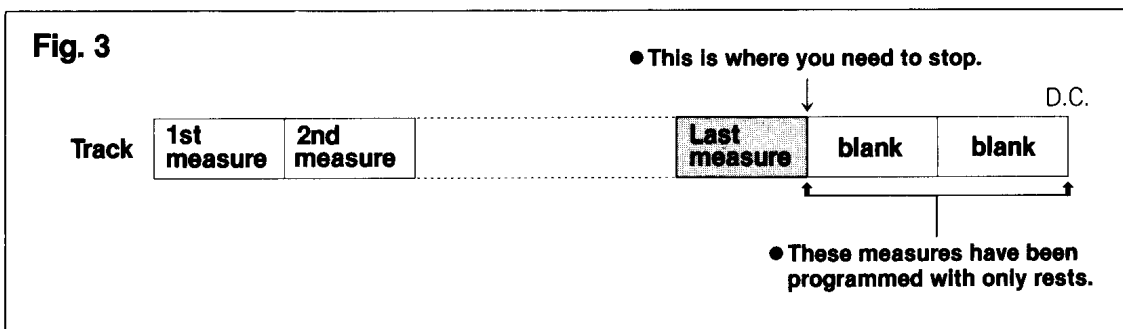 Fig. 3
● This is where you need to stop.
D.C.
Track
1st measure
2nd measure
Last measure
blank
blank
● These measures have been
programmed with only rests.